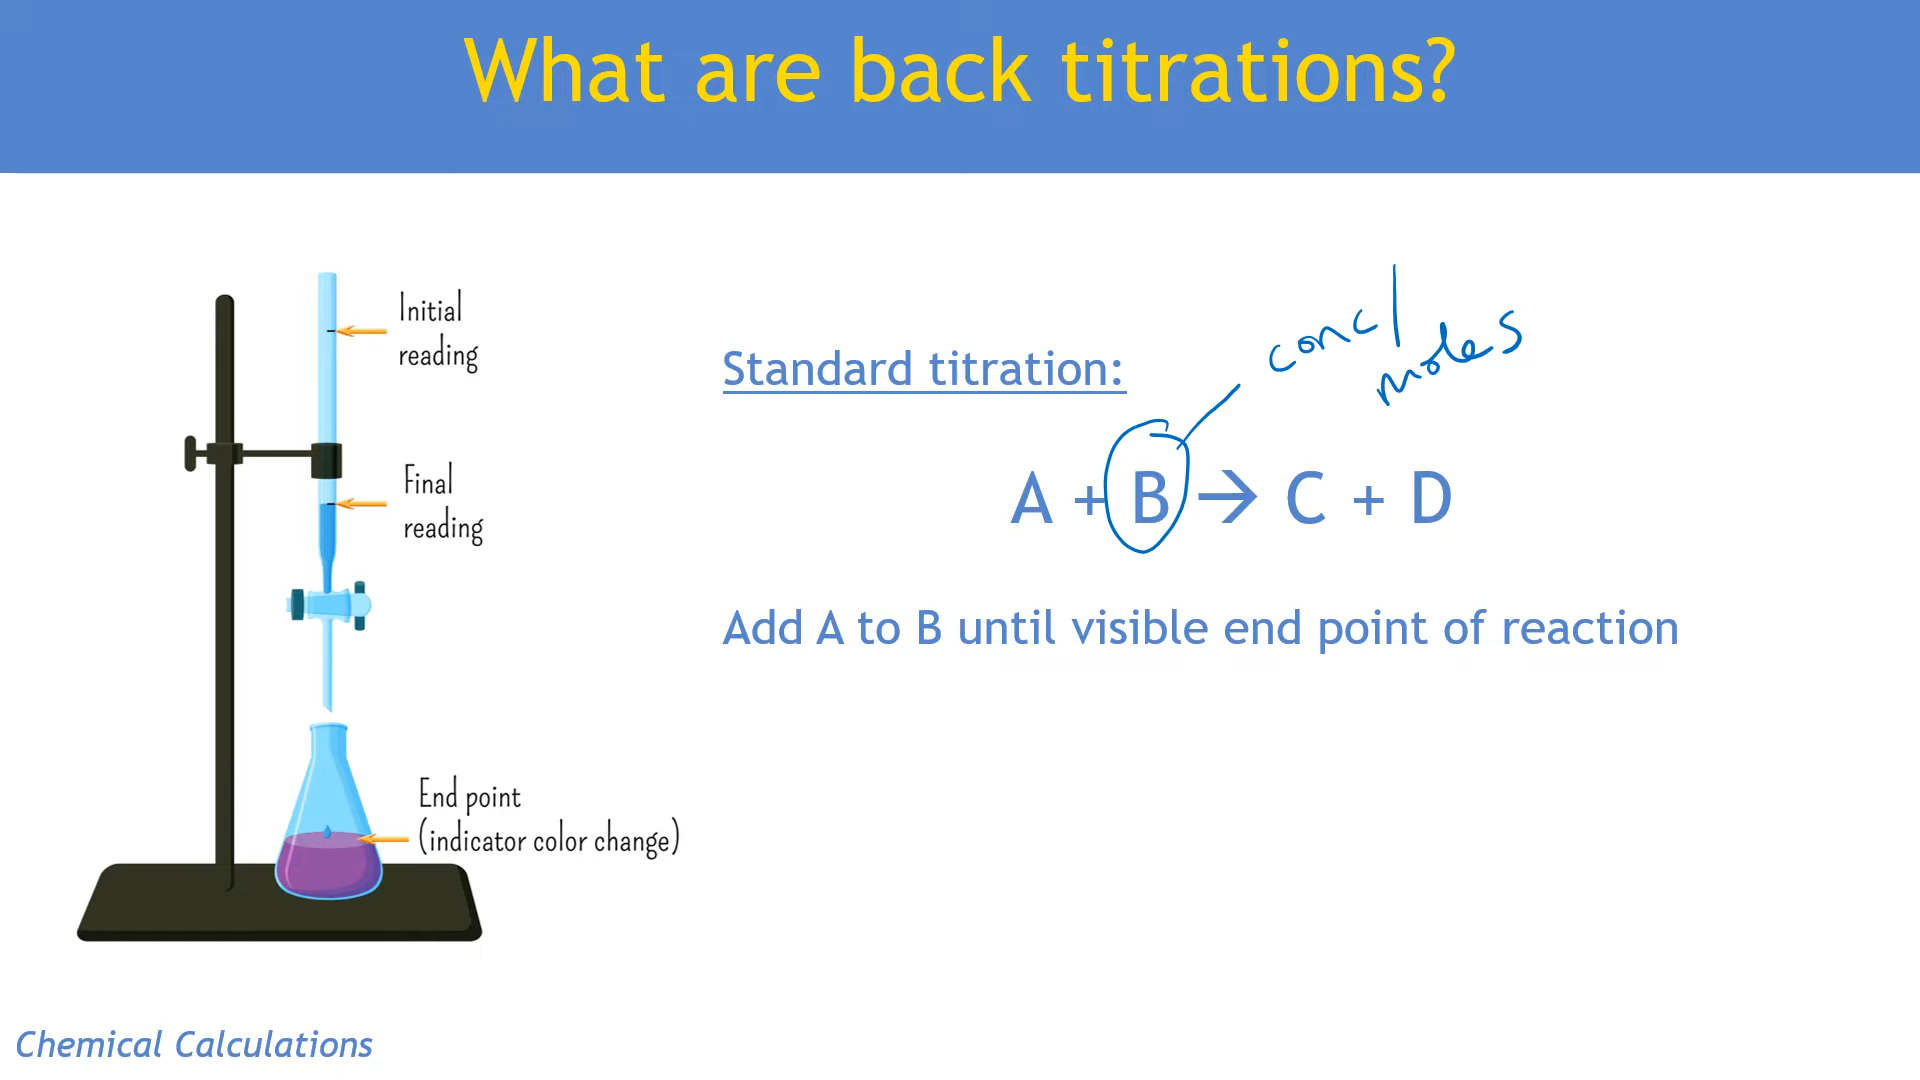 What are back titrations?
Initial
reading
Final
reading
End point
(indicator color change)
Standard titration:
conc/
moles
A + B → C + D
Add A to B until visible end point of reaction
Chemical Calculations